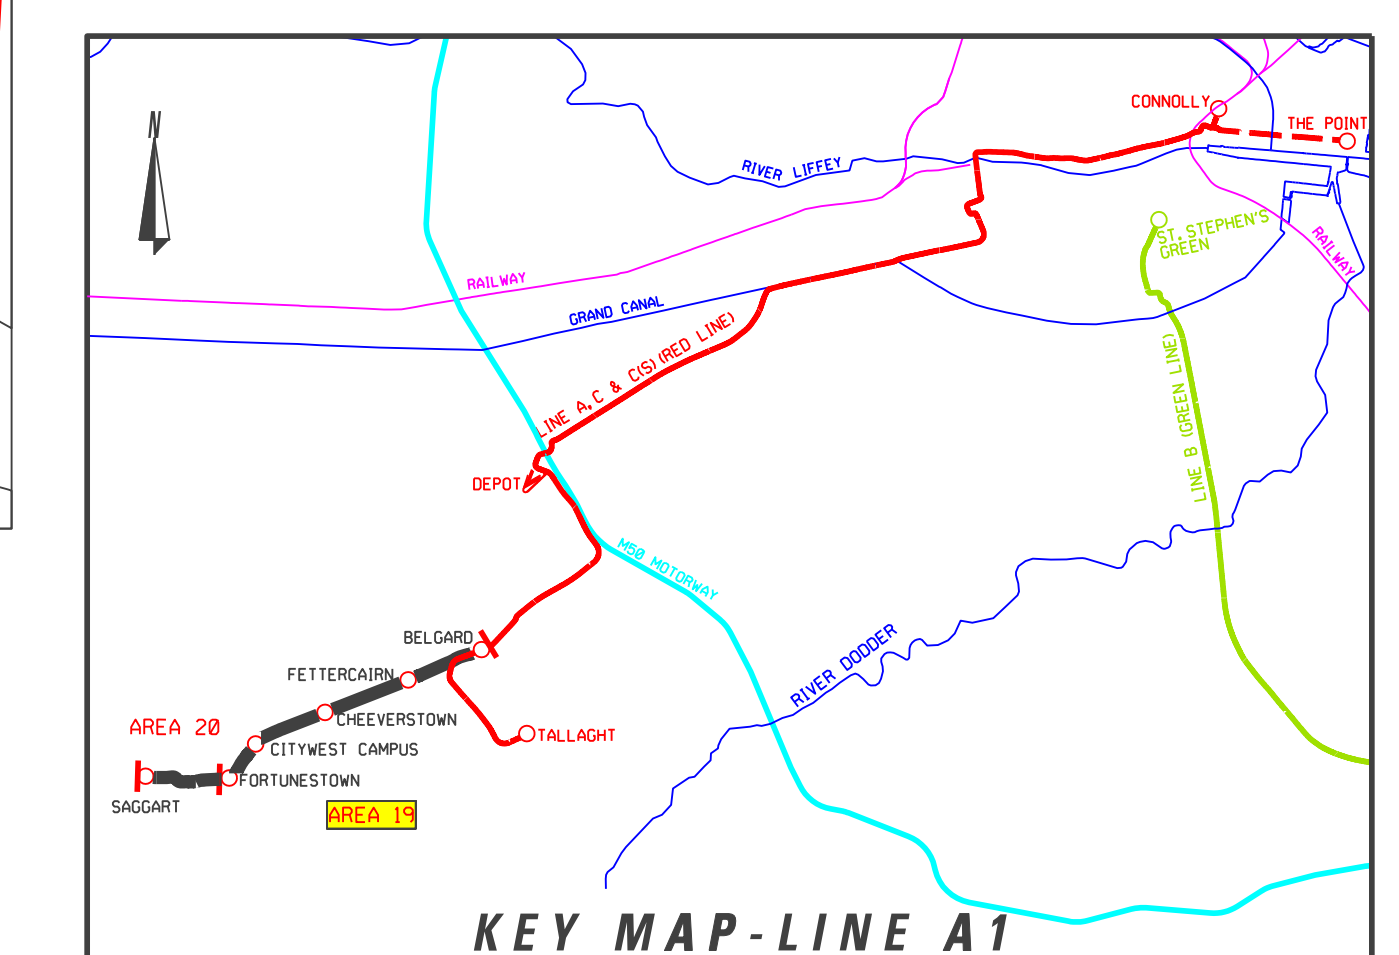 N
CONNOLLY
THE POINT
RIVER LIFFEY
ST. STEPHEN'S
GREEN
RAILWAY
RAILWAY
GRAND CANAL
LINE A,C & C(S)(RED LINE)
LINE B (GREEN LINE)
DEPOT
M50 MOTORWAY
RIVER DODDER
BELGARD
FETTERCAIRN
CHEEVERSTOWN
AREA 20
TALLAGHT
CITYWEST CAMPUS
FORTUNESTOWN
SAGGART
AREA 19
KEY MAP-LINE A1